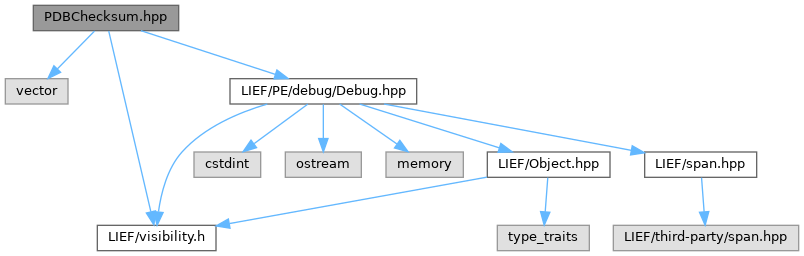 PDBChecksum.hpp
vector
LIEF/PE/debug/Debug.hpp
cstdint
ostream
memory
LIEF/Object.hpp
LIEF/span.hpp
LIEF/visibility.h
type_traits
LIEF/third-party/span.hpp